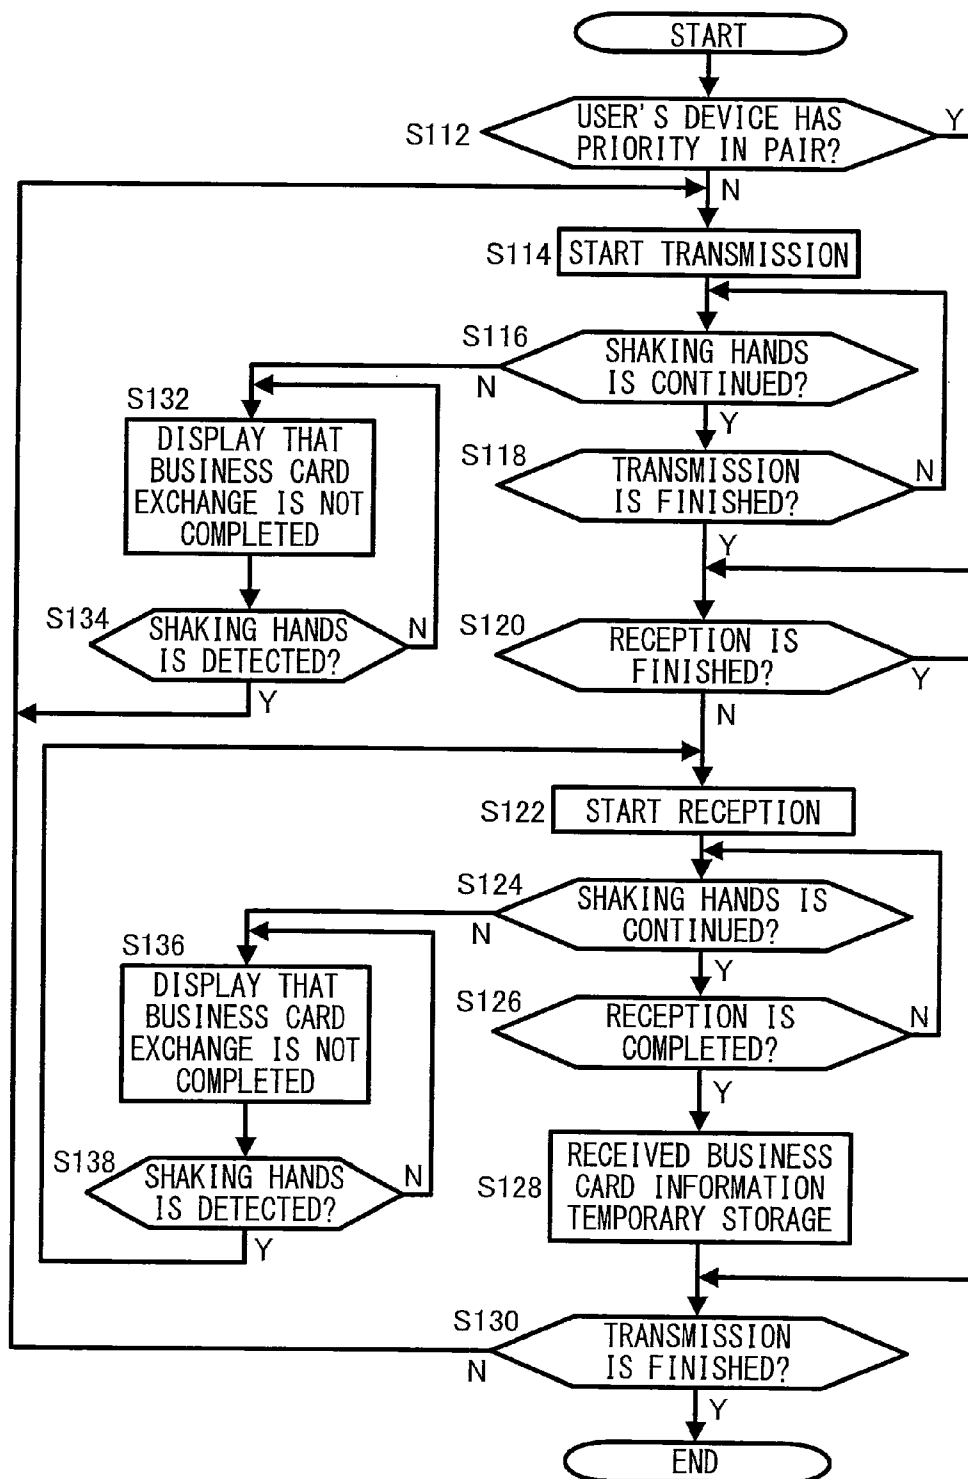 START
S112
USER'S DEVICE HAS
PRIORITY IN PAIR?
Y
N
S114
START TRANSMISSION
S116
SHAKING HANDS
IS CONTINUED?
N
Y
S132
DISPLAY THAT
BUSINESS CARD
EXCHANGE IS NOT
COMPLETED
S118
TRANSMISSION
IS FINISHED?
N
Y
S134
SHAKING HANDS
IS DETECTED?
N
Y
S120
RECEPTION IS
FINISHED?
Y
N
S122
START RECEPTION
S124
SHAKING HANDS IS
CONTINUED?
N
Y
S136
DISPLAY THAT
BUSINESS CARD
EXCHANGE IS NOT
COMPLETED
S126
RECEPTION IS
COMPLETED?
N
Y
S138
SHAKING HANDS
IS DETECTED?
N
Y
S128
RECEIVED BUSINESS
CARD INFORMATION
TEMPORARY STORAGE
S130
TRANSMISSION
IS FINISHED?
N
Y
END